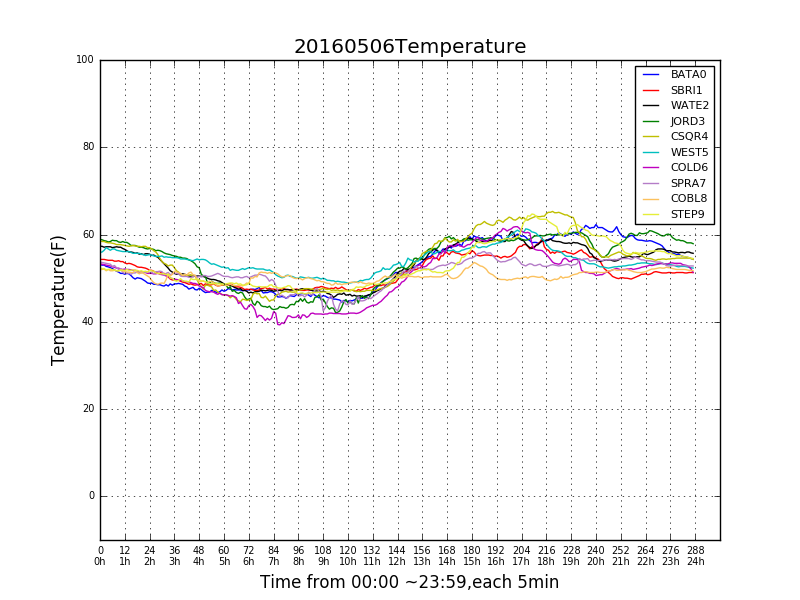 20160506Temperature
100
80
60
40
20
0
Temperature(F)
BATA0
SBRI1
WATE2
JORD3
CSQR4
WEST5
COLD6
SPRA7
COBL8
STEP9
0 12 24 36 48 60 72 84 96 108 120 132 144 156 168 180 192 204 216 228 240 252 264 276 288
0h 1h 2h 3h 4h 5h 6h 7h 8h 9h 10h 11h 12h 13h 14h 15h 16h 17h 18h 19h 20h 21h 22h 23h 24h
Time from 00:00 ~23:59,each 5min